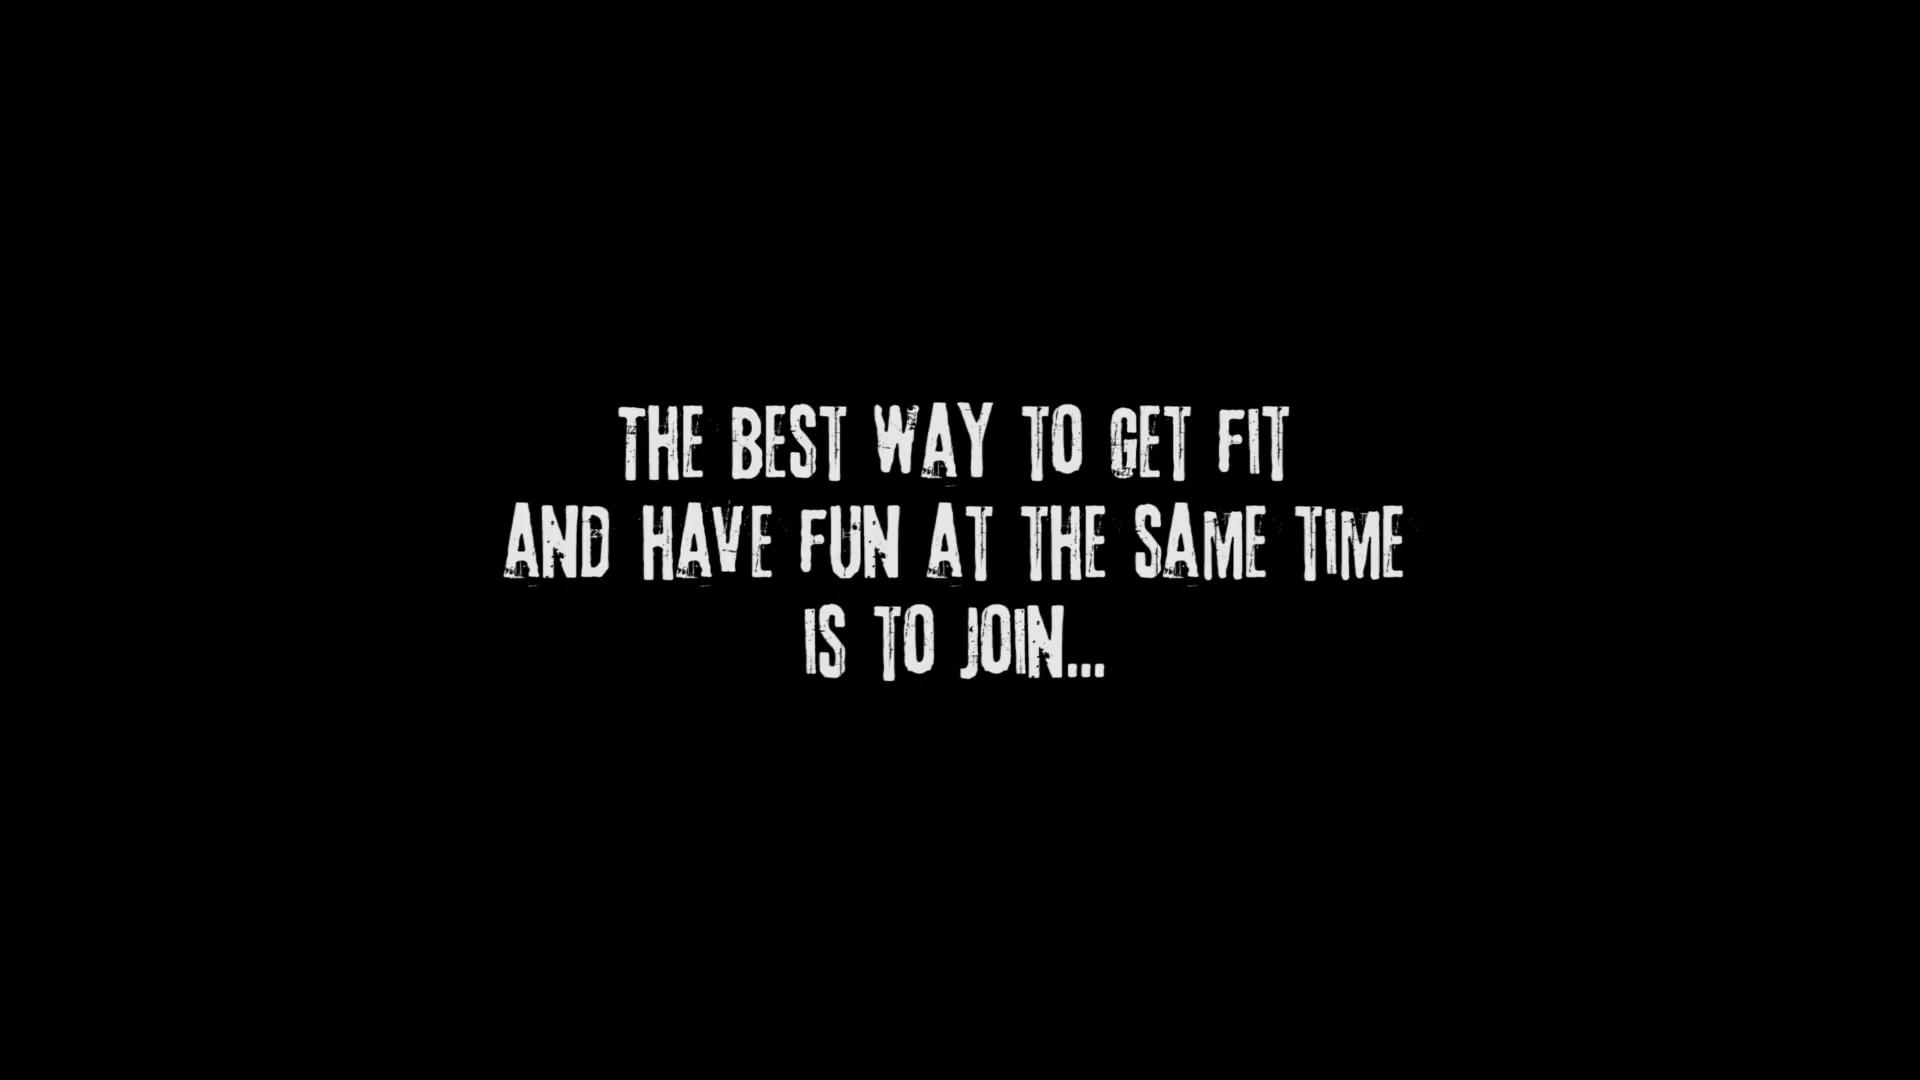 THE BEST WAY TO GET FIT
AND HAVE FUN AT THE SAME TIME
IS TO JOIN...